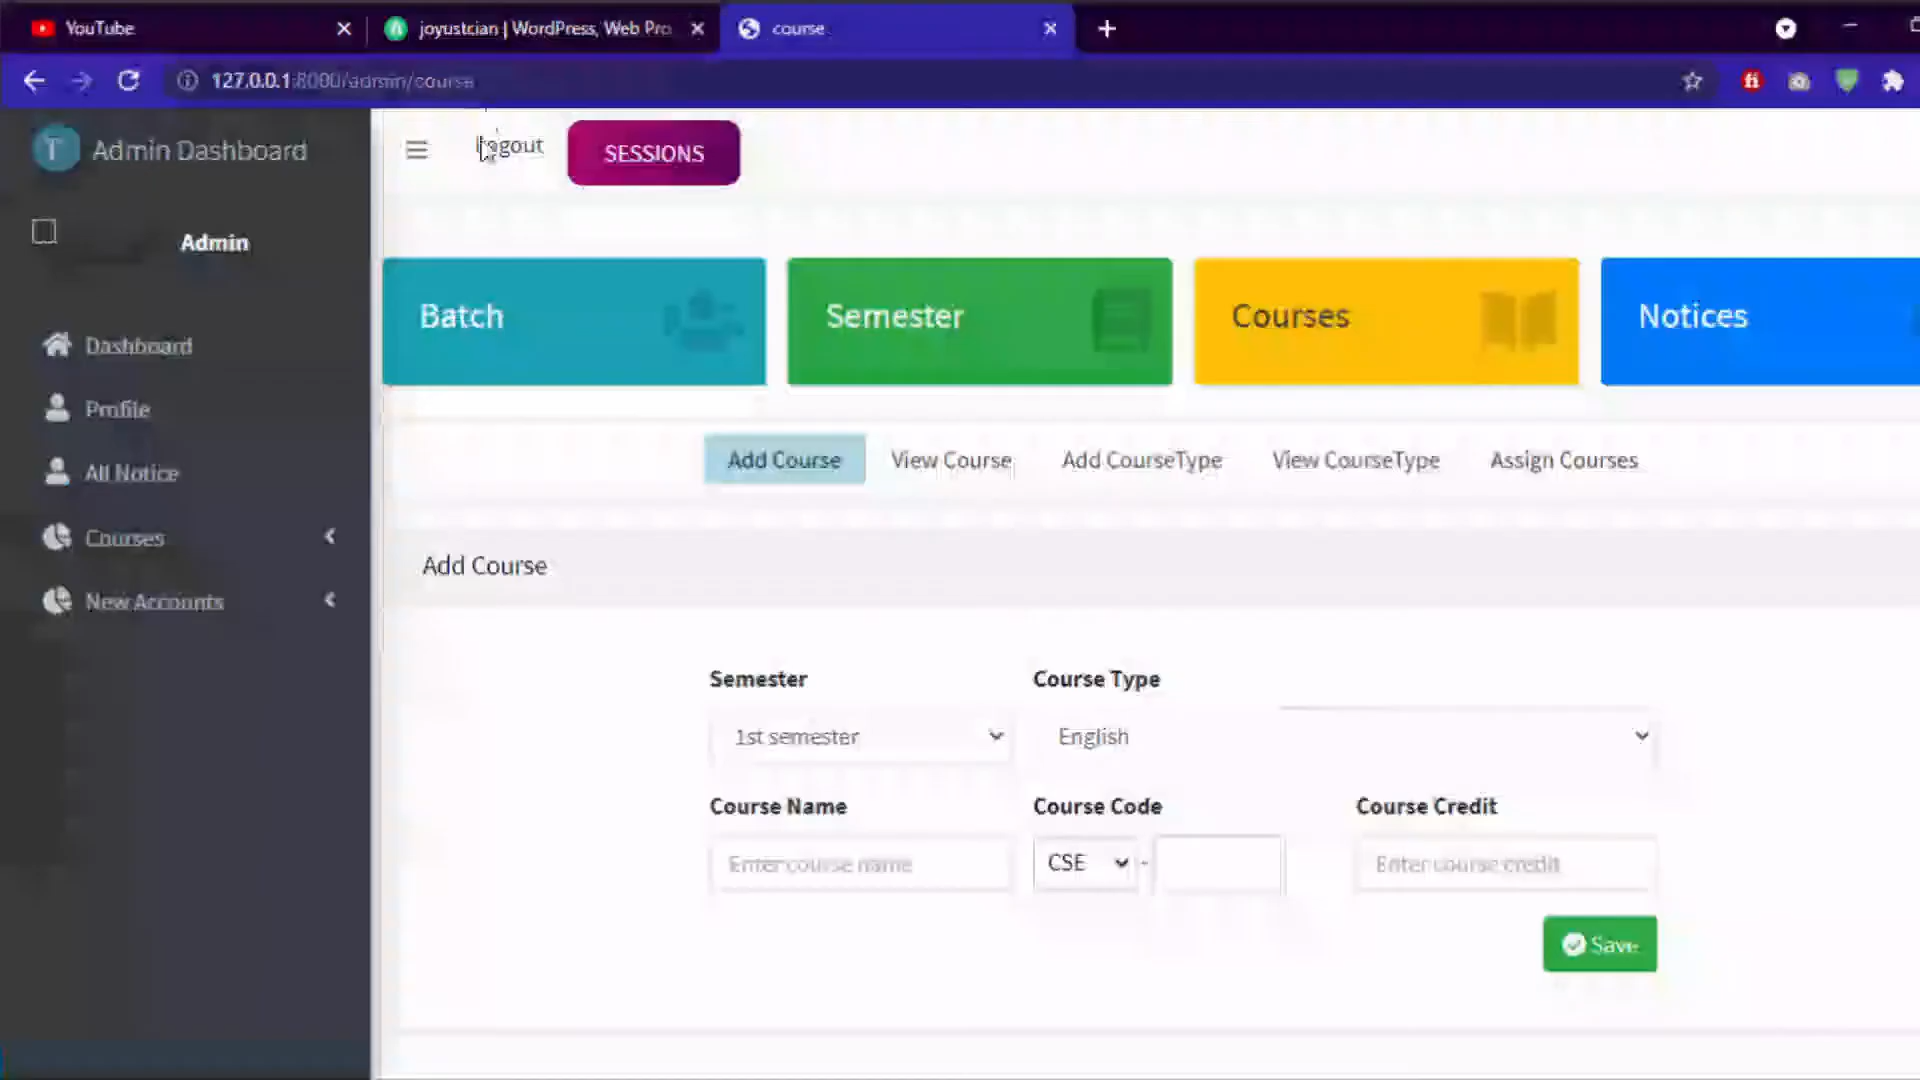 YouTube
joyustcian | WordPress, Web Pro
course
127.0.0.1:8000/admin/course
T Admin Dashboard
Logout
SESSIONS
Admin
Batch
Semester
Courses
Notices
Dashboard
Profile
All Notice
Courses
New Accounts
Add Course
View Course
Add CourseType
View CourseType
Assign Courses
Add Course
Semester
Course Type
1st semester
English
Course Name
Course Code
Course Credit
Enter course name
CSE
-
Enter course credit
Save